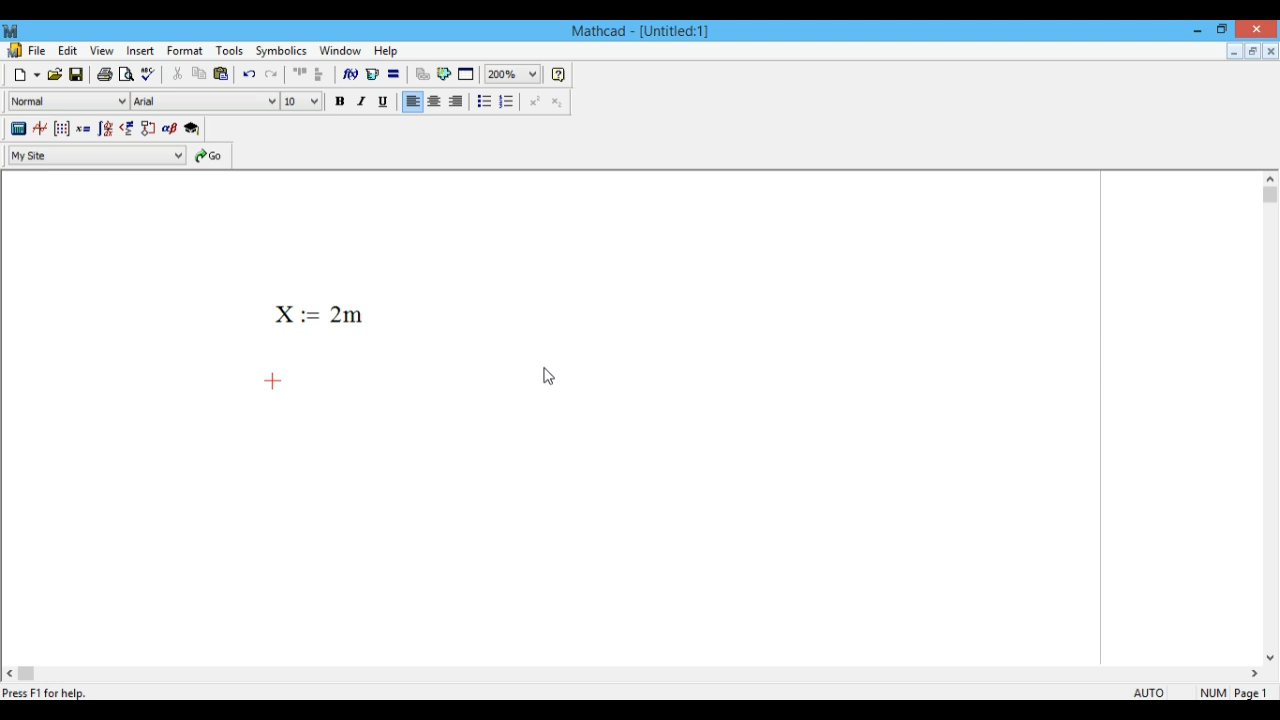 Mathcad - [Untitled:1]
File Edit View Insert Format Tools Symbolics Window Help
200%
Normal Arial 10 B I U
My Site Go
X := 2m
Press F1 for help. AUTO NUM Page 1